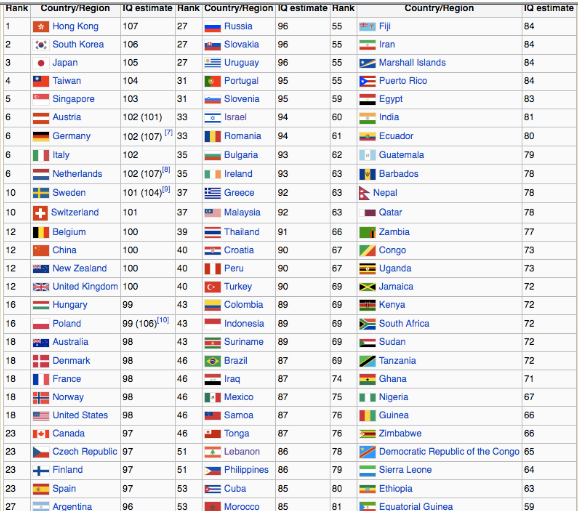 Rank Country/Region IQ estimate Rank Country/Region IQ estimate Rank Country/Region IQ estimate
1 Hong Kong 107 27 Russia 96 55 Fiji 84
2 South Korea 106 27 Slovakia 96 55 Iran 84
3 Japan 105 27 Uruguay 96 55 Marshall Islands 84
4 Taiwan 104 31 Portugal 95 55 Puerto Rico 84
5 Singapore 103 31 Slovenia 95 59 Egypt 83
6 Austria 102 (101) 33 Israel 94 60 India 81
6 Germany 102 (107) [7] 33 Romania 94 61 Ecuador 80
6 Italy 102 35 Bulgaria 93 62 Guatemala 79
6 Netherlands 102 (107)[8] 35 Ireland 93 63 Barbados 78
10 Sweden 101 (104)[9] 37 Greece 92 63 Nepal 78
10 Switzerland 101 37 Malaysia 92 63 Qatar 78
12 Belgium 100 39 Thailand 91 66 Zambia 77
12 China 100 40 Croatia 90 67 Congo 73
12 New Zealand 100 40 Peru 90 67 Uganda 73
12 United Kingdom 100 40 Turkey 90 69 Jamaica 72
16 Hungary 99 43 Colombia 89 69 Kenya 72
16 Poland 99 (106)[10] 43 Indonesia 89 69 South Africa 72
18 Australia 98 43 Suriname 89 69 Sudan 72
18 Denmark 98 46 Brazil 87 69 Tanzania 72
18 France 98 46 Iraq 87 74 Ghana 71
18 Norway 98 46 Mexico 87 75 Nigeria 67
18 United States 98 46 Samoa 87 76 Guinea 66
23 Canada 97 46 Tonga 87 76 Zimbabwe 66
23 Czech Republic 97 51 Lebanon 86 78 Democratic Republic of the Congo 65
23 Finland 97 51 Philippines 86 79 Sierra Leone 64
23 Spain 97 53 Cuba 85 80 Ethiopia 63
27 Argentina 96 53 Morocco 85 81 Equatorial Guinea 59